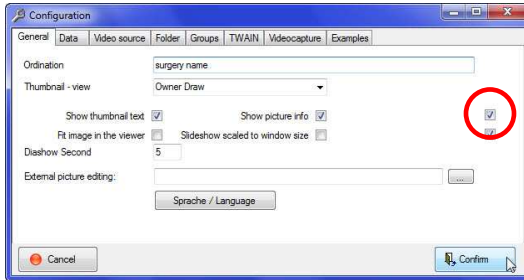 Configuration
General Data Video source Folder Groups TWAIN Videocapture Examples
Ordination surgery name
Thumbnail - view Owner Draw
Show thumbnail text Show picture info
Fit image in the viewer Slideshow scaled to window size
Diashow Second 5
External picture editing: ...
Sprache / Language
Cancel Confirm